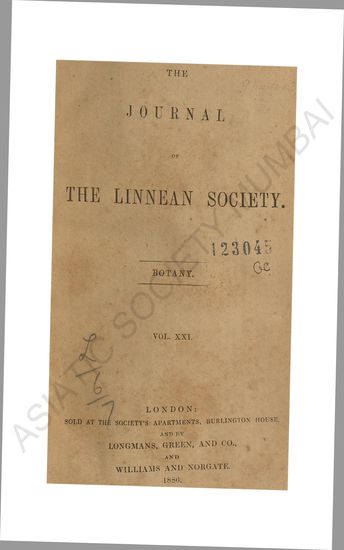 THE
JOURNAL
OF
THE LINNEAN SOCIETY.
123045
BOTANY.
VOL. XXI.
LONDON:
SOLD AT THE SOCIETY'S APARTMENTS, BURLINGTON HOUSE,
AND BY
LONGMANS, GREEN, AND CO.,
AND
WILLIAMS AND NORGATE.
1886.
ASIATIC SOCIETY MUMBAI